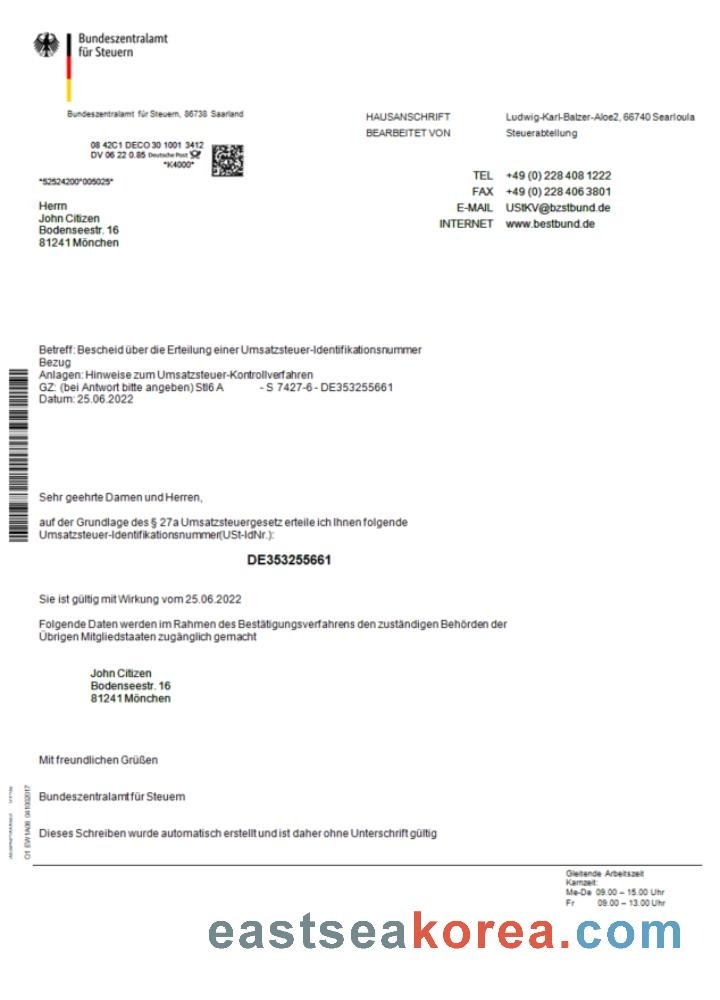 Bundeszentralamt
für Steuern
Bundeszentralamt für Steuern, 86738 Saarland
HAUSANSCHRIFT Ludwig-Karl-Balzer-Aloe2, 66740 Searloula
BEARBEITET VON Steuerabtellung
08 42C1 DECO 30 1001 3412
DV 06 22 0.85 Deutsche Post
*K4000*
*52524200*005025*
TEL +49 (0) 228 408 1222
FAX +49 (0) 228 406 3801
E-MAIL UStKV@bzstbund.de
INTERNET www.bestbund.de
Herrn
John Citizen
Bodenseestr. 16
81241 Mönchen
Betreff: Bescheid über die Erteilung einer Umsatzsteuer-Identifikationsnummer
Bezug
Anlagen: Hinweise zum Umsatzsteuer-Kontrollverfahren
GZ: (bei Antwort bitte angeben) Stl6 A - S 7427-6 - DE353255661
Datum: 25.06.2022
Sehr geehrte Damen und Herren,
auf der Grundlage des § 27a Umsatzsteuergesetz erteile ich Ihnen folgende
Umsatzsteuer-Identifikationsnummer(USt-IdNr.):
DE353255661
Sie ist gültig mit Wirkung vom 25.06.2022
Folgende Daten werden im Rahmen des Bestätigungsverfahrens den zuständigen Behörden der
Übrigen Mitgliedstaaten zugänglich gemacht
John Citizen
Bodenseestr. 16
81241 Mönchen
Mit freundlichen Grüßen
Bundeszentralamt für Steuern
Dieses Schreiben wurde automatisch erstellt und ist daher ohne Unterschrift gültig
Gleitende Arbeitszeit
Karnzeit:
Me-De 09.00 – 15.00 Uhr
Fr 09.00 – 13.00 Uhr
eastseakorea.com